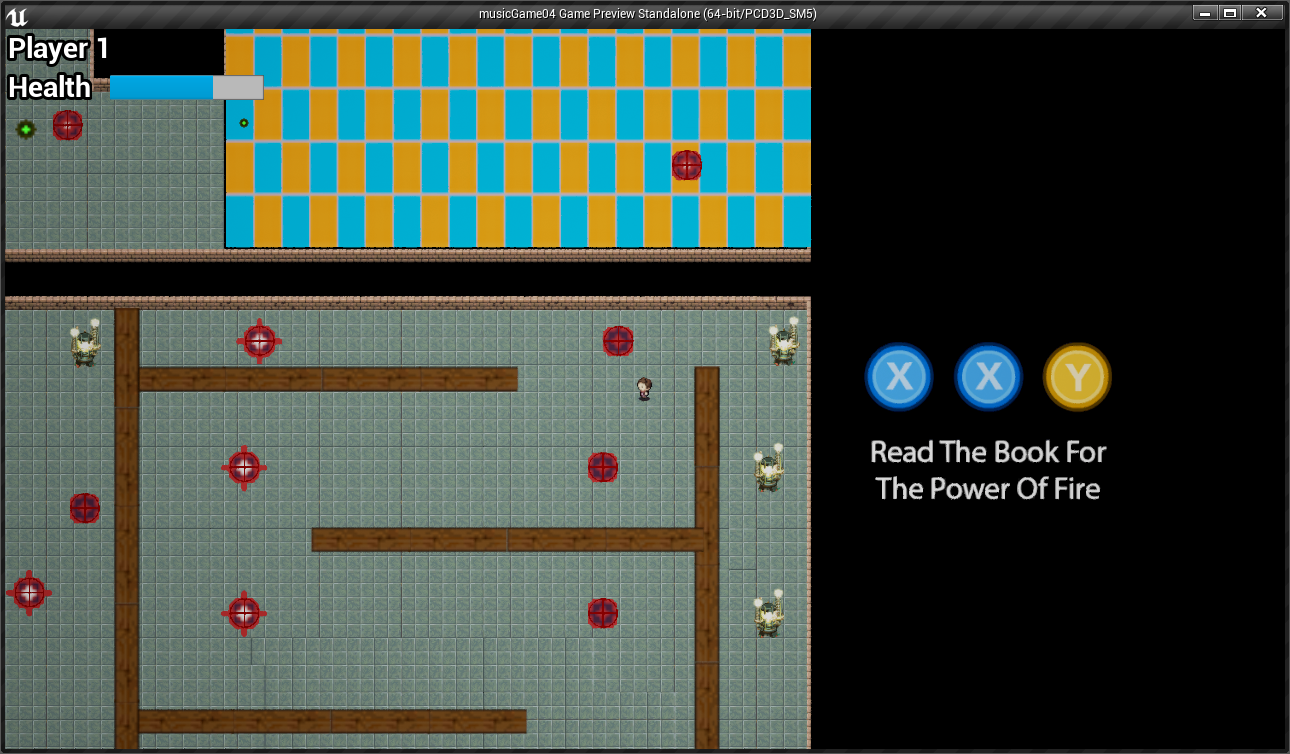 musicGame04 Game Preview Standalone (64-bit/PCD3D_SM5)
Player 1
Health
X X Y
Read The Book For
The Power Of Fire